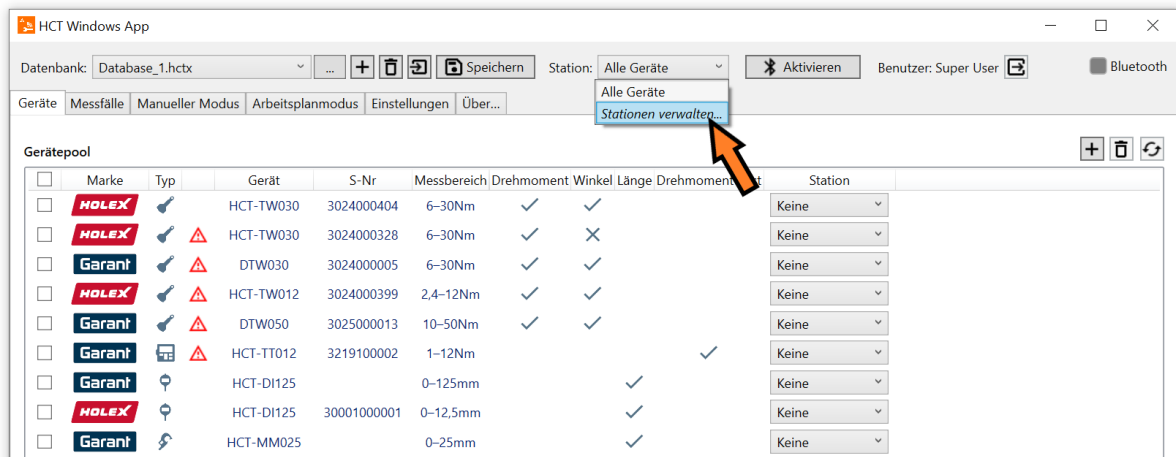 HCT Windows App
Datenbank: Database_1.hctx ... Speichern Station: Alle Geräte Aktivieren Benutzer: Super User Bluetooth
Alle Geräte
Stationen verwalten...
Geräte Messfälle Manueller Modus Arbeitsplanmodus Einstellungen Über...
Gerätepool
Marke Typ Gerät S-Nr Messbereich Drehmoment Winkel Länge Drehmoment Station
HOLEX HCT-TW030 3024000404 6–30Nm Keine
HOLEX HCT-TW030 3024000328 6–30Nm Keine
Garant DTW030 3024000005 6–30Nm Keine
HOLEX HCT-TW012 3024000399 2,4–12Nm Keine
Garant DTW050 3025000013 10–50Nm Keine
Garant HCT-TT012 3219100002 1–12Nm Keine
Garant HCT-DI125 0–125mm Keine
HOLEX HCT-DI125 30001000001 0–12,5mm Keine
Garant HCT-MM025 0–25mm Keine